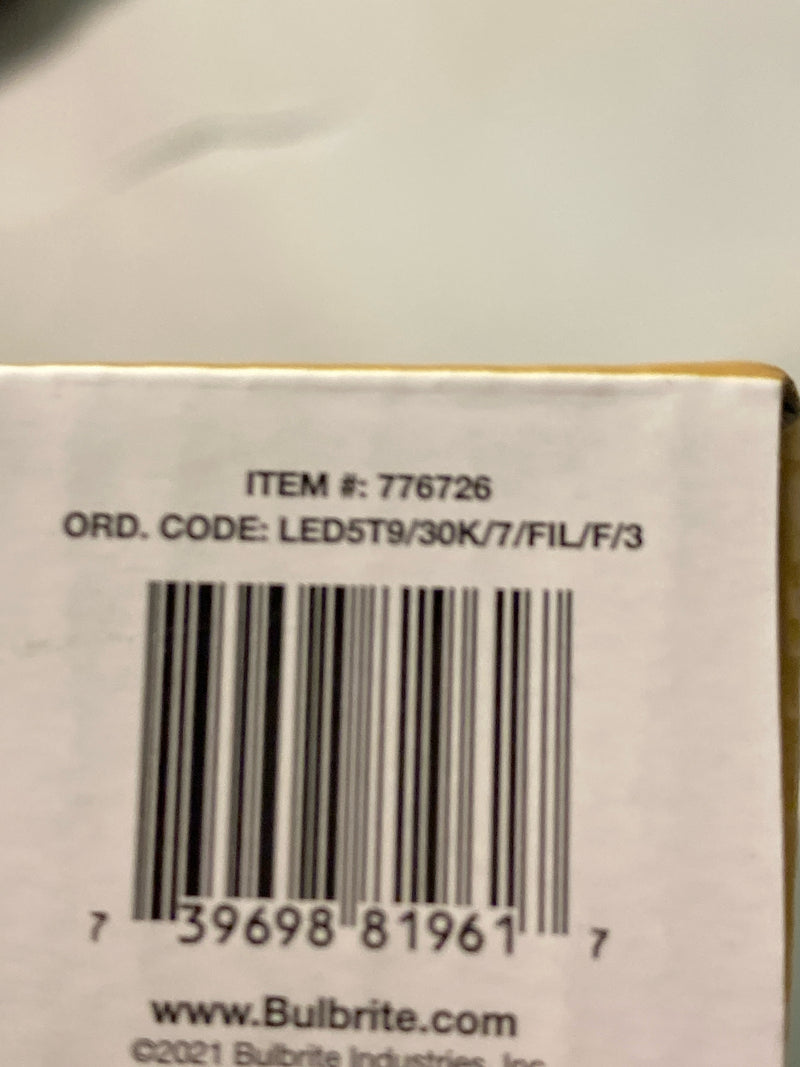 ITEM #: 776726
ORD. CODE: LED5T9/30K/7/FIL/F/3
7 39698 81961 7
www.Bulbrite.com
©2021 Bulbrite Industries, Inc.